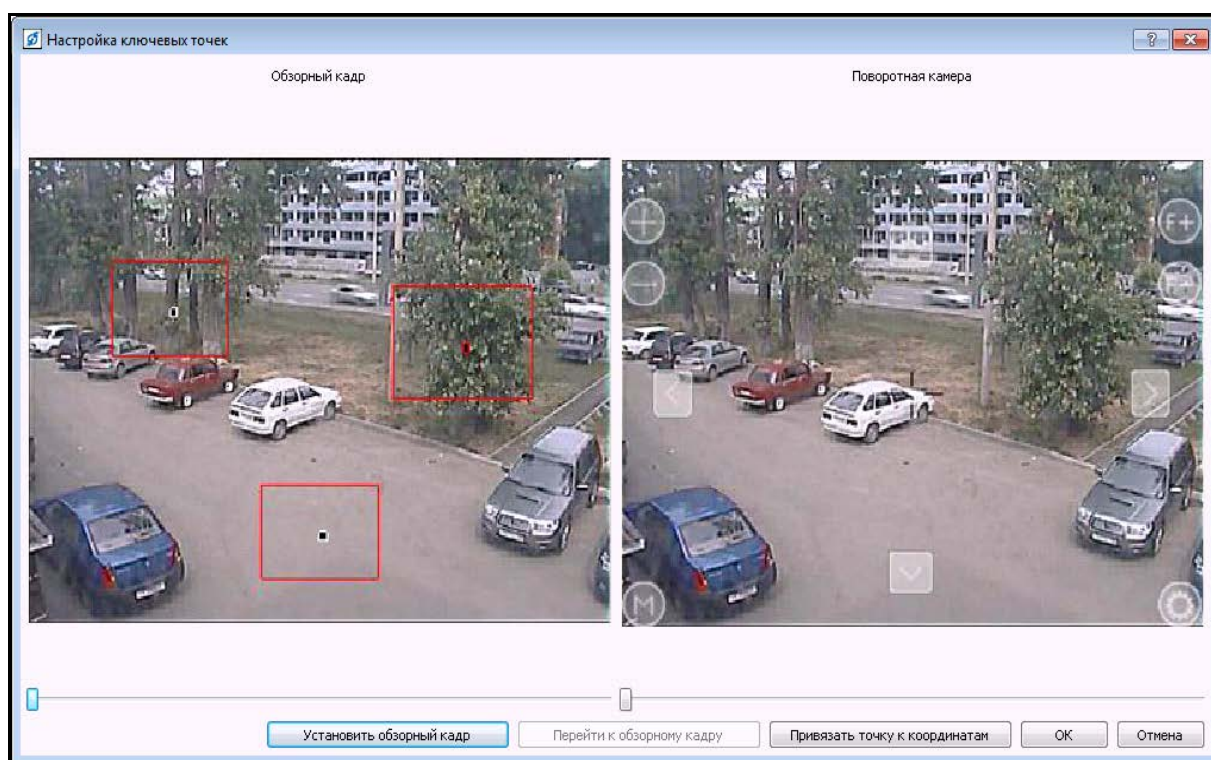 Настройка ключевых точек
?
Обзорный кадр
Поворотная камера
F+
F-
M
Установить обзорный кадр
Перейти к обзорному кадру
Привязать точку к координатам
OK
Отмена